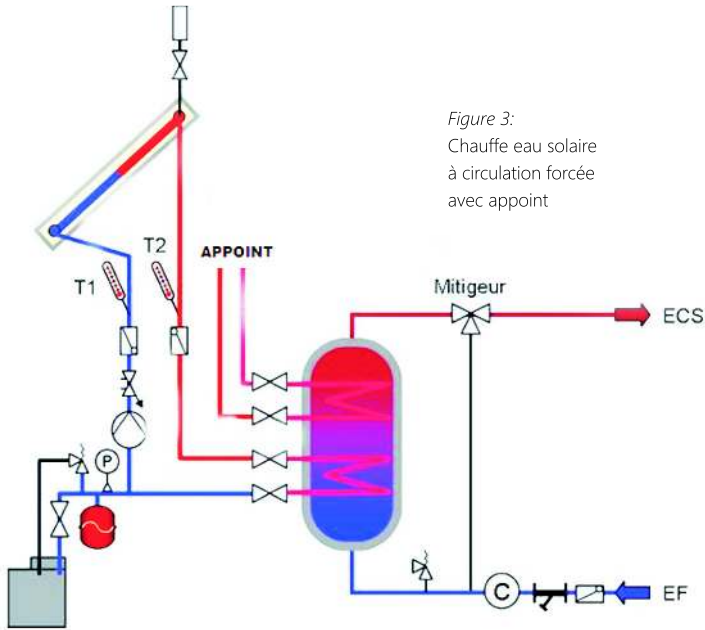 Figure 3:
Chauffe eau solaire
à circulation forcée
avec appoint
T2
APPOINT
T1
Mitigeur
ECS
P
C
EF